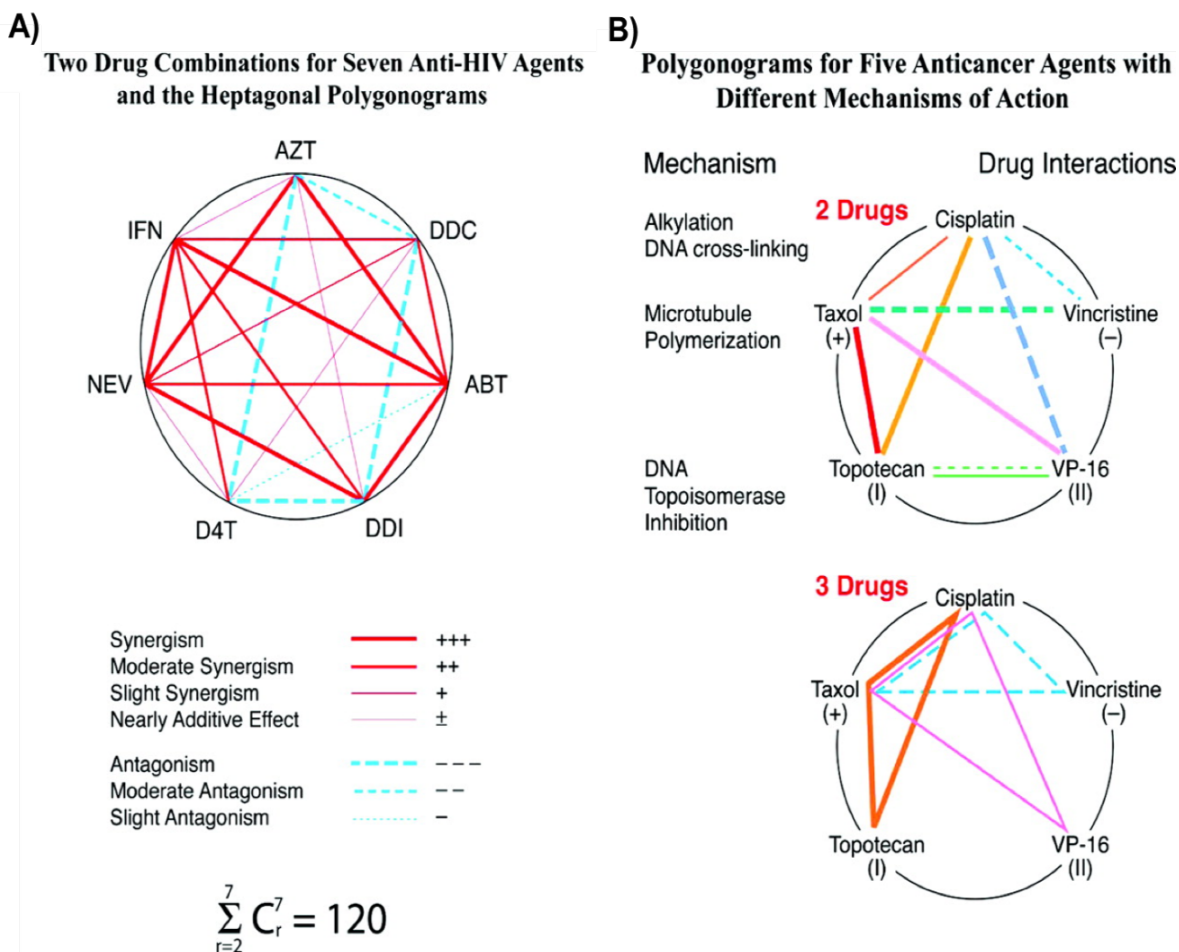 A)
Two Drug Combinations for Seven Anti-HIV Agents
and the Heptagonal Polygonograms
AZT
IFN
DDC
NEV
ABT
D4T
DDI
Synergism +++
Moderate Synergism ++
Slight Synergism +
Nearly Additive Effect ±
Antagonism – – –
Moderate Antagonism – –
Slight Antagonism –
7
Σ C⁷ᵣ = 120
r=2
B)
Polygonograms for Five Anticancer Agents with
Different Mechanisms of Action
Mechanism
Drug Interactions
2 Drugs
Cisplatin
Alkylation
DNA cross-linking
Microtubule
Polymerization
Taxol
(+)
Vincristine
(–)
DNA
Topoisomerase
Inhibition
Topotecan
(I)
VP-16
(II)
3 Drugs
Cisplatin
Taxol
(+)
Vincristine
(–)
Topotecan
(I)
VP-16
(II)